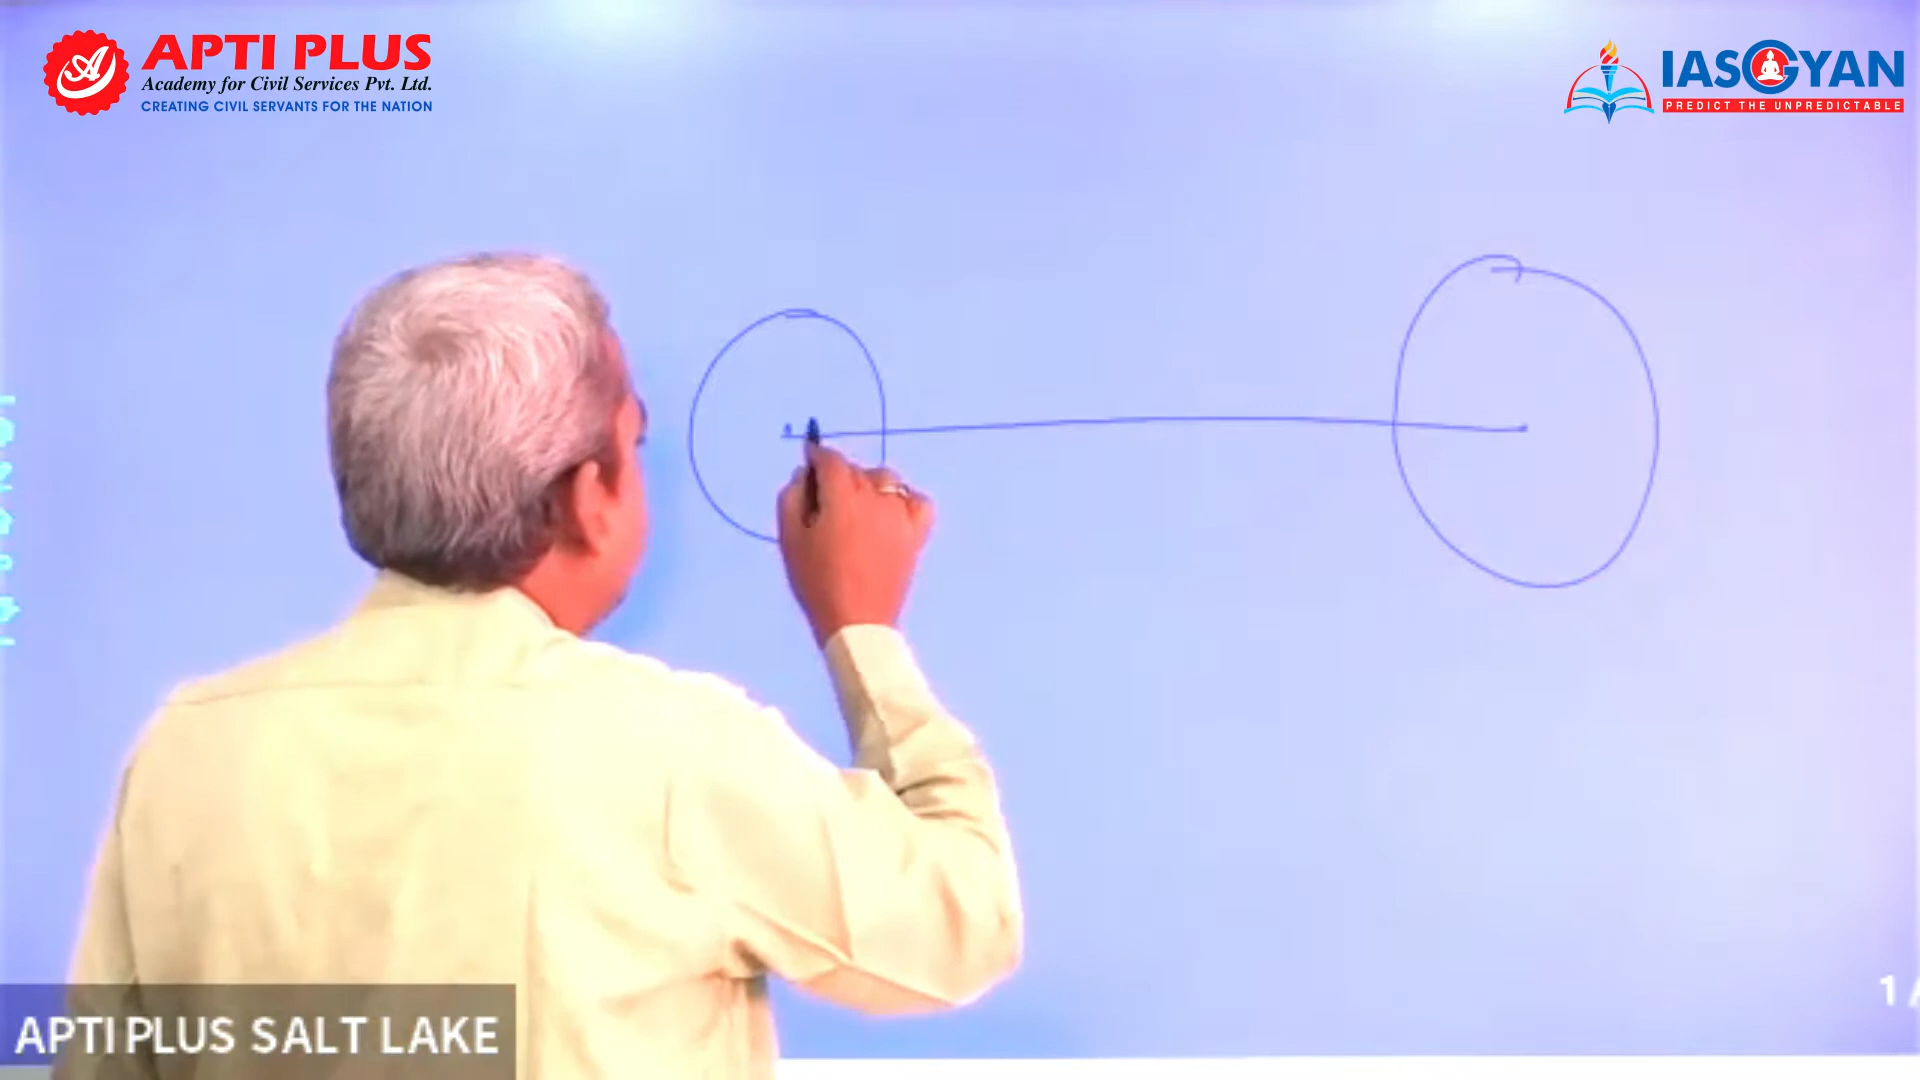 APTI PLUS
Academy for Civil Services Pvt. Ltd.
CREATING CIVIL SERVANTS FOR THE NATION
IASGYAN
PREDICT THE UNPREDICTABLE
1
APTI PLUS SALT LAKE